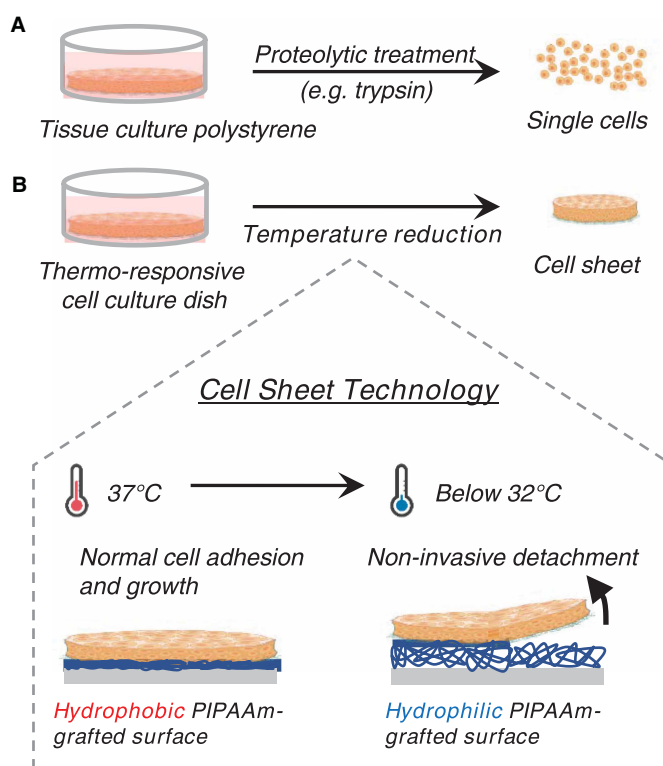 A
Proteolytic treatment
(e.g. trypsin)
Tissue culture polystyrene
Single cells
B
Temperature reduction
Thermo-responsive
cell culture dish
Cell sheet
Cell Sheet Technology
37°C
Below 32°C
Normal cell adhesion
and growth
Non-invasive detachment
Hydrophobic PIPAAm-
grafted surface
Hydrophilic PIPAAm-
grafted surface